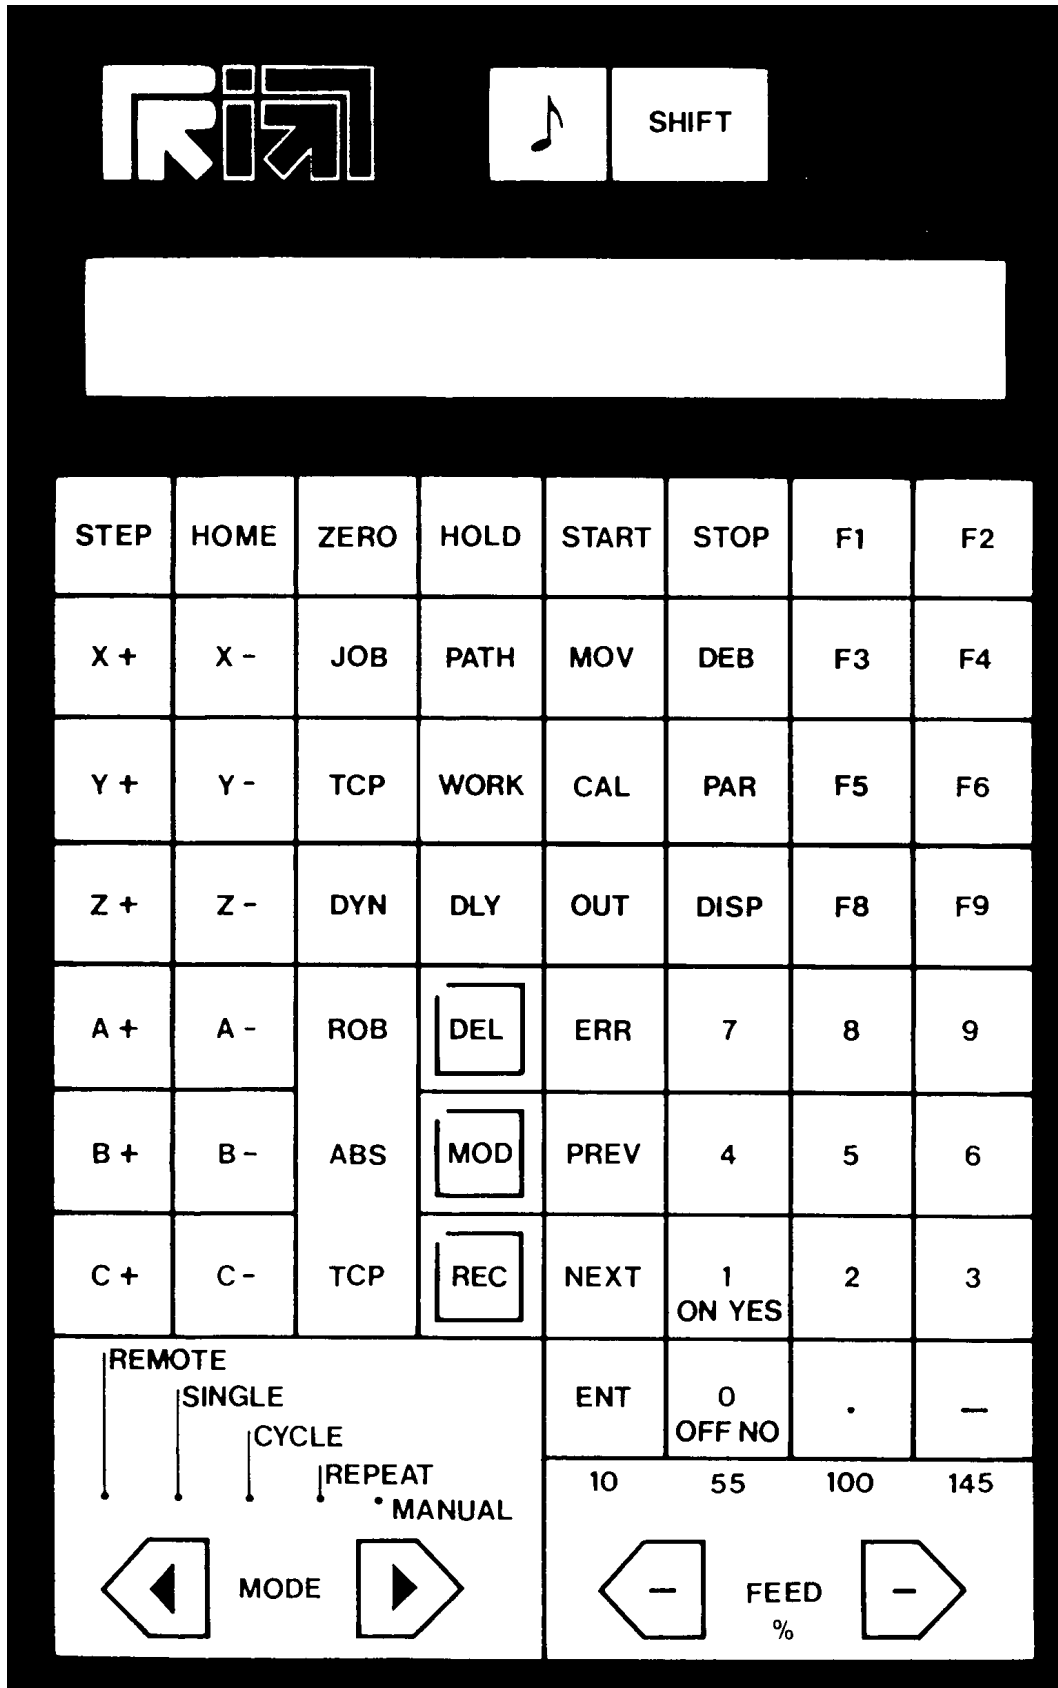 SHIFT
STEP HOME ZERO HOLD START STOP F1 F2
X + X - JOB PATH MOV DEB F3 F4
Y + Y - TCP WORK CAL PAR F5 F6
Z + Z - DYN DLY OUT DISP F8 F9
A + A - ROB DEL ERR 7 8 9
B + B - ABS MOD PREV 4 5 6
C + C - TCP REC NEXT 1 2 3
ON YES
REMOTE
SINGLE
CYCLE
REPEAT
MANUAL
ENT 0 . —
OFF NO
10 55 100 145
MODE
— FEED —
%